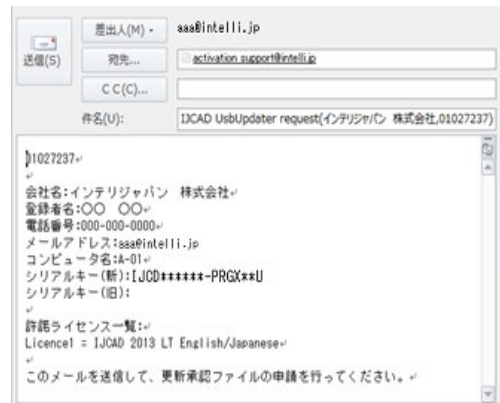 差出人(M)▾ aaa@intelli.jp
送信(S)
宛先... activation support@intelli.jp
CC(C)...
件名(U): IJCAD UsbUpdater request(インテリジャパン 株式会社,01027237)
01027237↵
↵
会社名:インテリジャパン 株式会社↵
登録者名:〇〇 〇〇↵
電話番号:000-000-0000↵
メールアドレス:aaa@intelli.jp
コンピュータ名:A-01↵
シリアルキー(新):IJCD******-PRGX**U
シリアルキー(旧):
↵
許諾ライセンス一覧:↵
Licence1 = IJCAD 2013 LT English/Japanese↵
↵
このメールを送信して、更新承認ファイルの申請を行ってください。↵